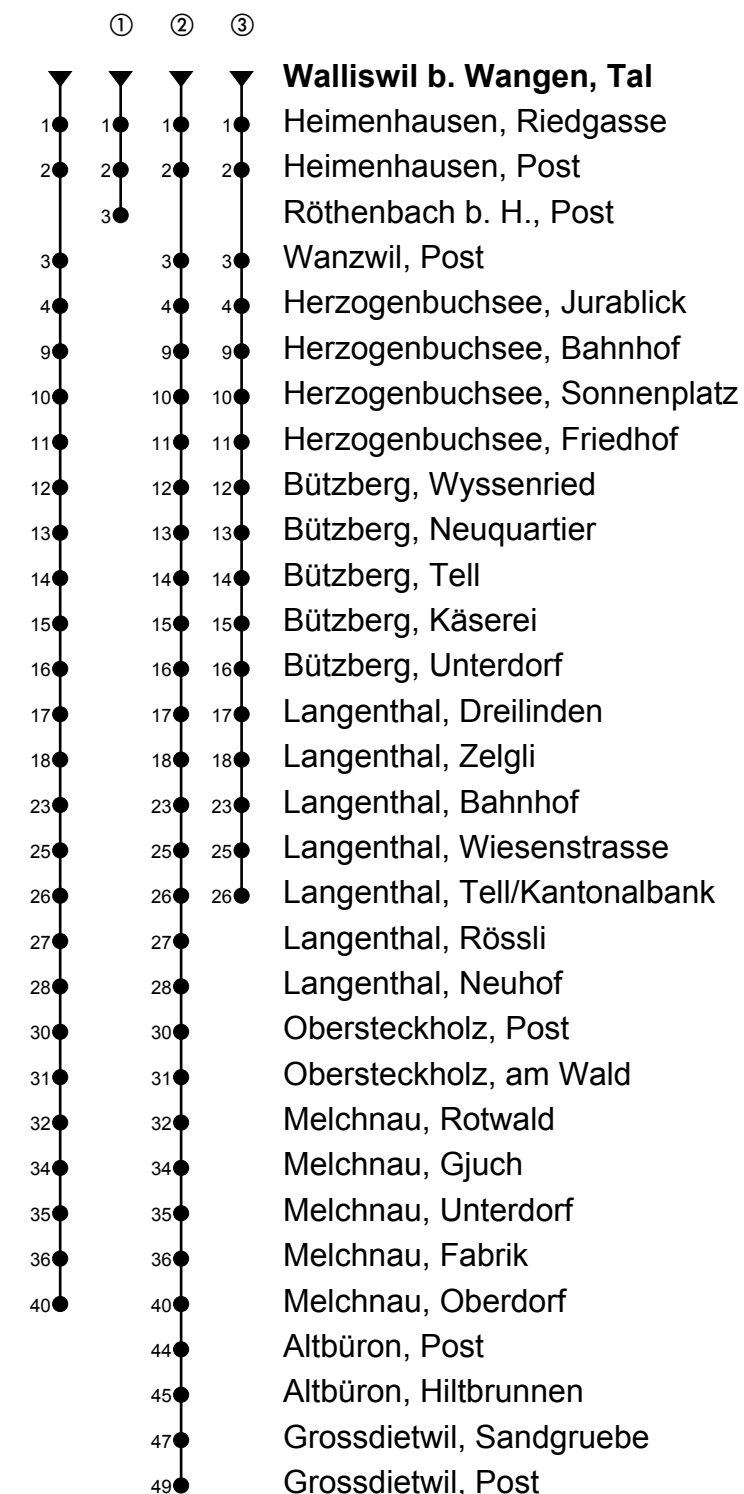 ① ② ③
Walliswil b. Wangen, Tal
1 1 1 1 Heimenhausen, Riedgasse
2 2 2 2 Heimenhausen, Post
3 Röthenbach b. H., Post
3 3 3 Wanzwil, Post
4 4 4 Herzogenbuchsee, Jurablick
9 9 9 Herzogenbuchsee, Bahnhof
10 10 10 Herzogenbuchsee, Sonnenplatz
11 11 11 Herzogenbuchsee, Friedhof
12 12 12 Bützberg, Wyssenried
13 13 13 Bützberg, Neuquartier
14 14 14 Bützberg, Tell
15 15 15 Bützberg, Käserei
16 16 16 Bützberg, Unterdorf
17 17 17 Langenthal, Dreilinden
18 18 18 Langenthal, Zelgli
23 23 23 Langenthal, Bahnhof
25 25 25 Langenthal, Wiesenstrasse
26 26 26 Langenthal, Tell/Kantonalbank
27 27 Langenthal, Rössli
28 28 Langenthal, Neuhof
30 30 Obersteckholz, Post
31 31 Obersteckholz, am Wald
32 32 Melchnau, Rotwald
34 34 Melchnau, Gjuch
35 35 Melchnau, Unterdorf
36 36 Melchnau, Fabrik
40 40 Melchnau, Oberdorf
44 Altbüron, Post
45 Altbüron, Hiltbrunnen
47 Grossdietwil, Sandgruebe
49 Grossdietwil, Post